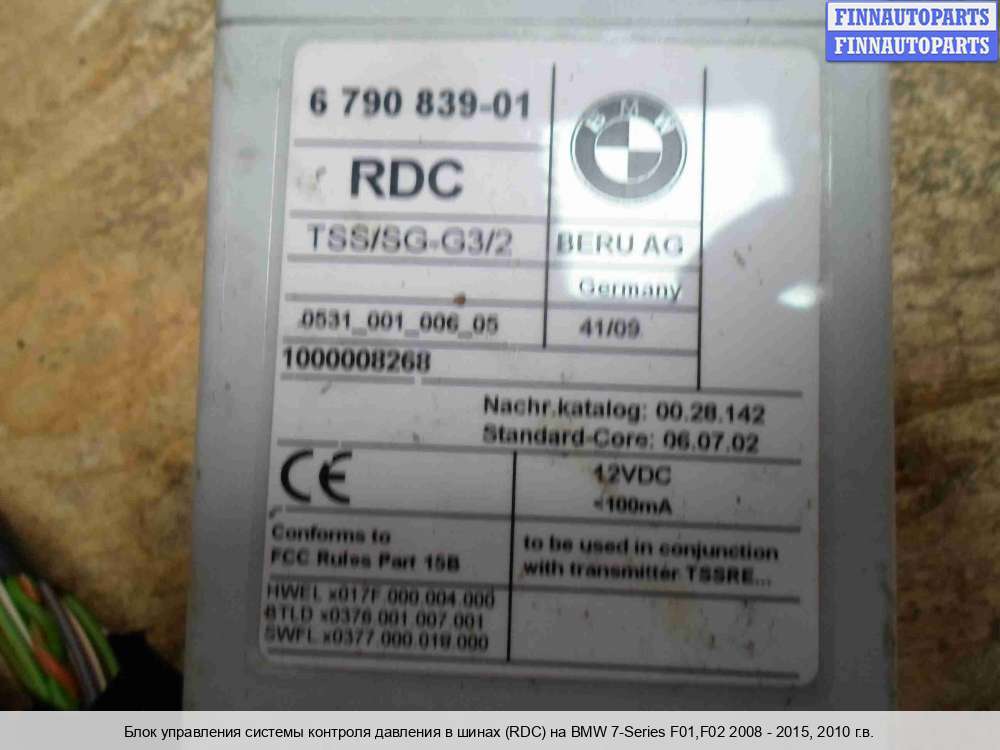 FINNAUTOPARTS
FINNAUTOPARTS
6 790 839-01
BMW
RDC
TSS/SG-G3/2
BERU AG
Germany
.0531_001_006_05
41/09
1000008268
Nachr.katalog: 00.28.142
Standard-Core: 06.07.02
CE
12VDC
<100mA
Conforms to
FCC Rules Part 15B
to be used in conjunction
with transmitter TSSRE...
HWEL x017F.000.004.000
BTLD x0376.001.007.001
SWFL x0377.000.018.000
Блок управления системы контроля давления в шинах (RDC) на BMW 7-Series F01,F02 2008 - 2015, 2010 г.в.